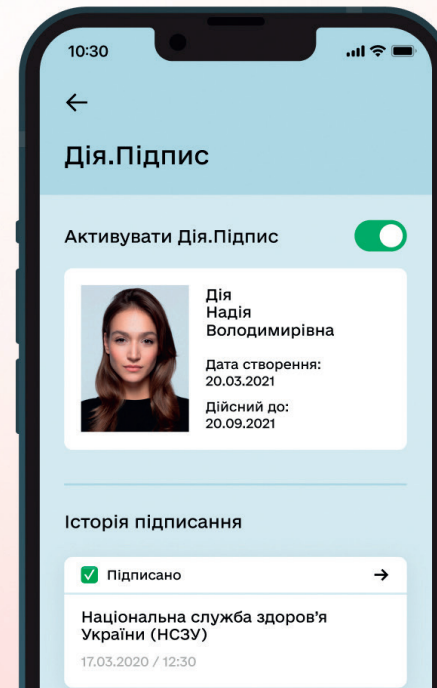 10:30
Дія.Підпис
Активувати Дія.Підпис
Дія
Надія
Володимирівна
Дата створення:
20.03.2021
Дійсний до:
20.09.2021
Історія підписання
Підписано
Національна служба здоров’я
України (НСЗУ)
17.03.2020 / 12:30